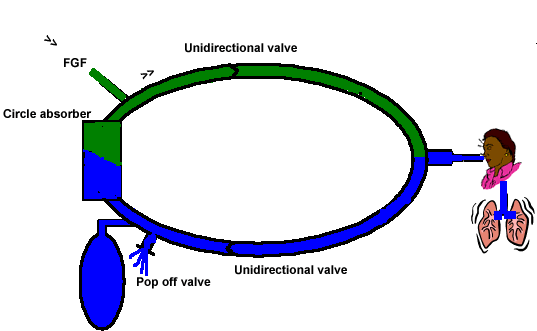 Unidirectional valve
FGF
Circle absorber
Unidirectional valve
Pop off valve